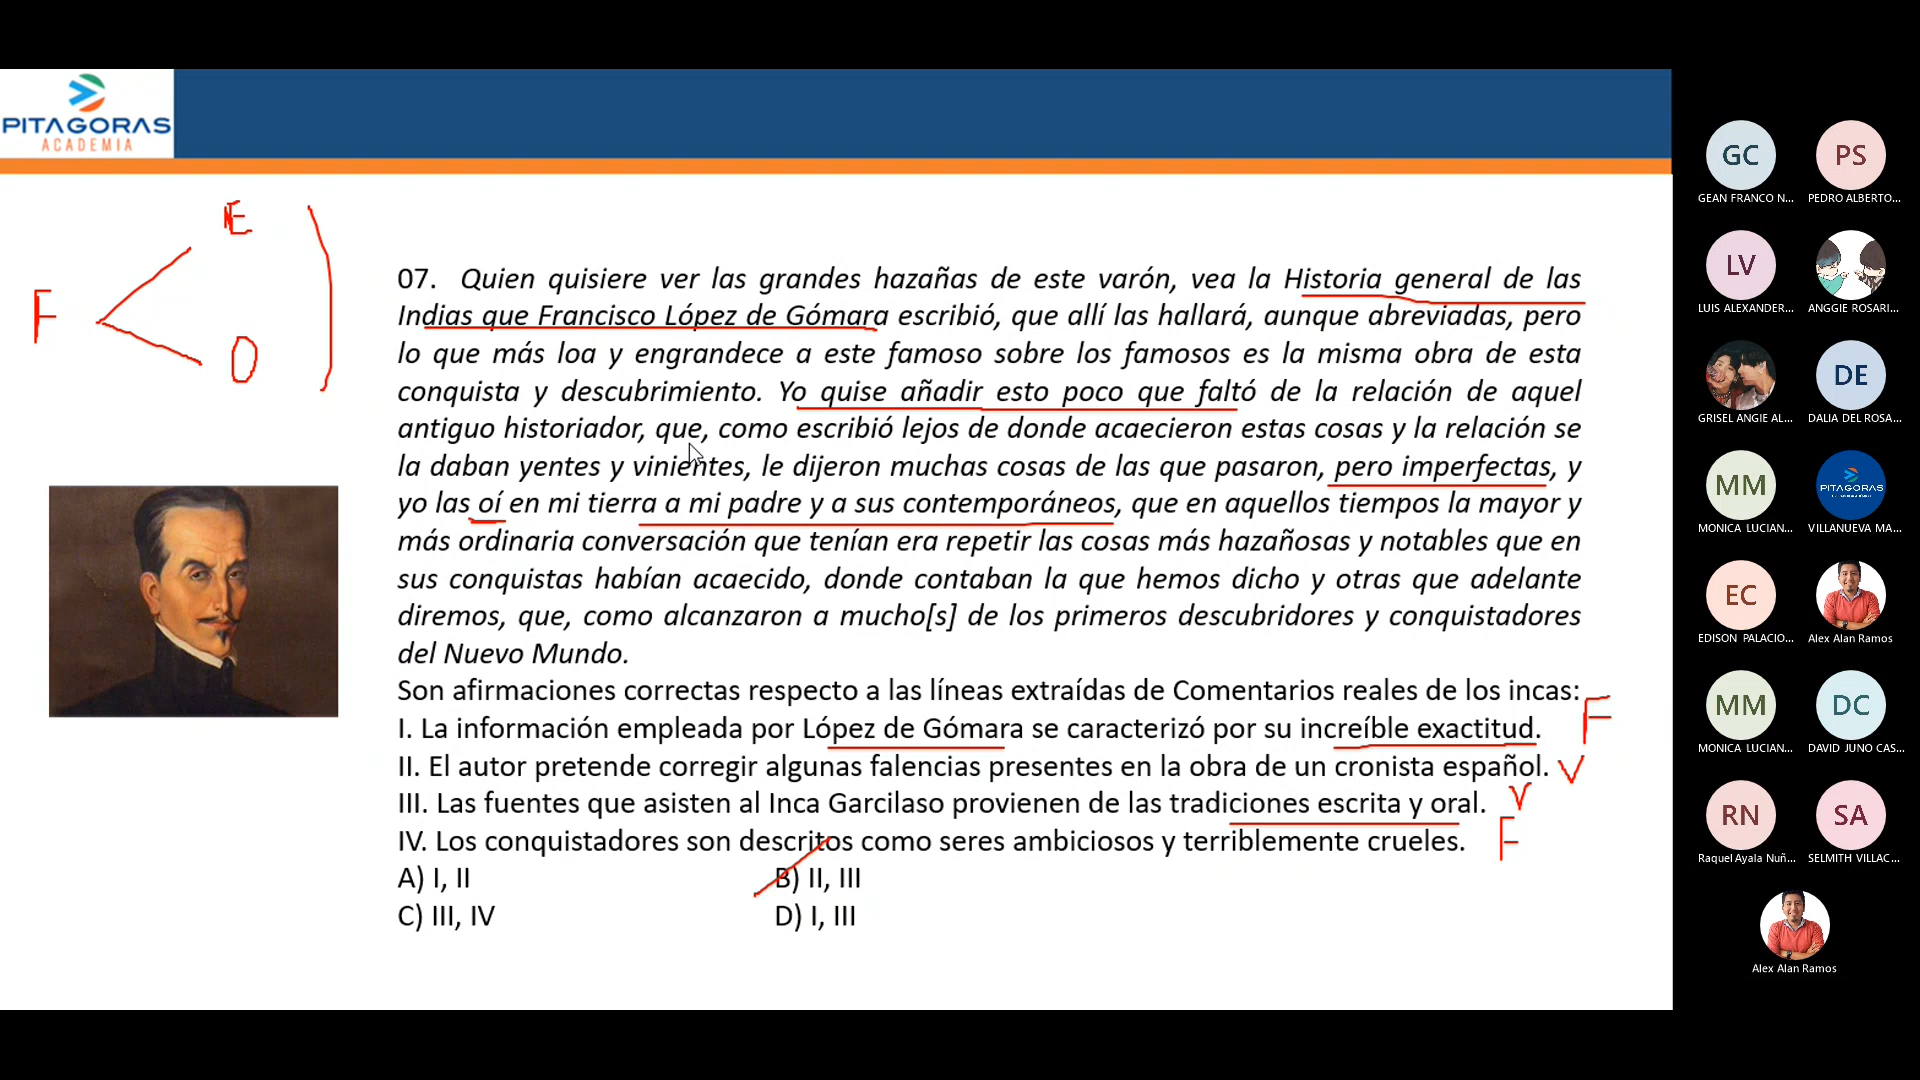 PITAGORAS
ACADEMIA
E
F
O
07. Quien quisiere ver las grandes hazañas de este varón, vea la Historia general de las
Indias que Francisco López de Gómara escribió, que allí las hallará, aunque abreviadas, pero
lo que más loa y engrandece a este famoso sobre los famosos es la misma obra de esta
conquista y descubrimiento. Yo quise añadir esto poco que faltó de la relación de aquel
antiguo historiador, que, como escribió lejos de donde acaecieron estas cosas y la relación se
la daban yentes y vinientes, le dijeron muchas cosas de las que pasaron, pero imperfectas, y
yo las oí en mi tierra a mi padre y a sus contemporáneos, que en aquellos tiempos la mayor y
más ordinaria conversación que tenían era repetir las cosas más hazañosas y notables que en
sus conquistas habían acaecido, donde contaban la que hemos dicho y otras que adelante
diremos, que, como alcanzaron a mucho[s] de los primeros descubridores y conquistadores
del Nuevo Mundo.
Son afirmaciones correctas respecto a las líneas extraídas de Comentarios reales de los incas:
I. La información empleada por López de Gómara se caracterizó por su increíble exactitud. F
II. El autor pretende corregir algunas falencias presentes en la obra de un cronista español. V
III. Las fuentes que asisten al Inca Garcilaso provienen de las tradiciones escrita y oral. V
IV. Los conquistadores son descritos como seres ambiciosos y terriblemente crueles. F
A) I, II B) II, III
C) III, IV D) I, III
GC PS
GEAN FRANCO N... PEDRO ALBERTO...
LV
LUIS ALEXANDER... ANGGIE ROSARI...
DE
GRISEL ANGIE AL... DALIA DEL ROSA...
MM PITAGORAS
MONICA LUCIAN... VILLANUEVA MA...
EC
EDISON PALACIO... Alex Alan Ramos
MM DC
MONICA LUCIAN... DAVID JUNO CAS...
RN SA
Raquel Ayala Nuñ... SELMITH VILLAC...
Alex Alan Ramos